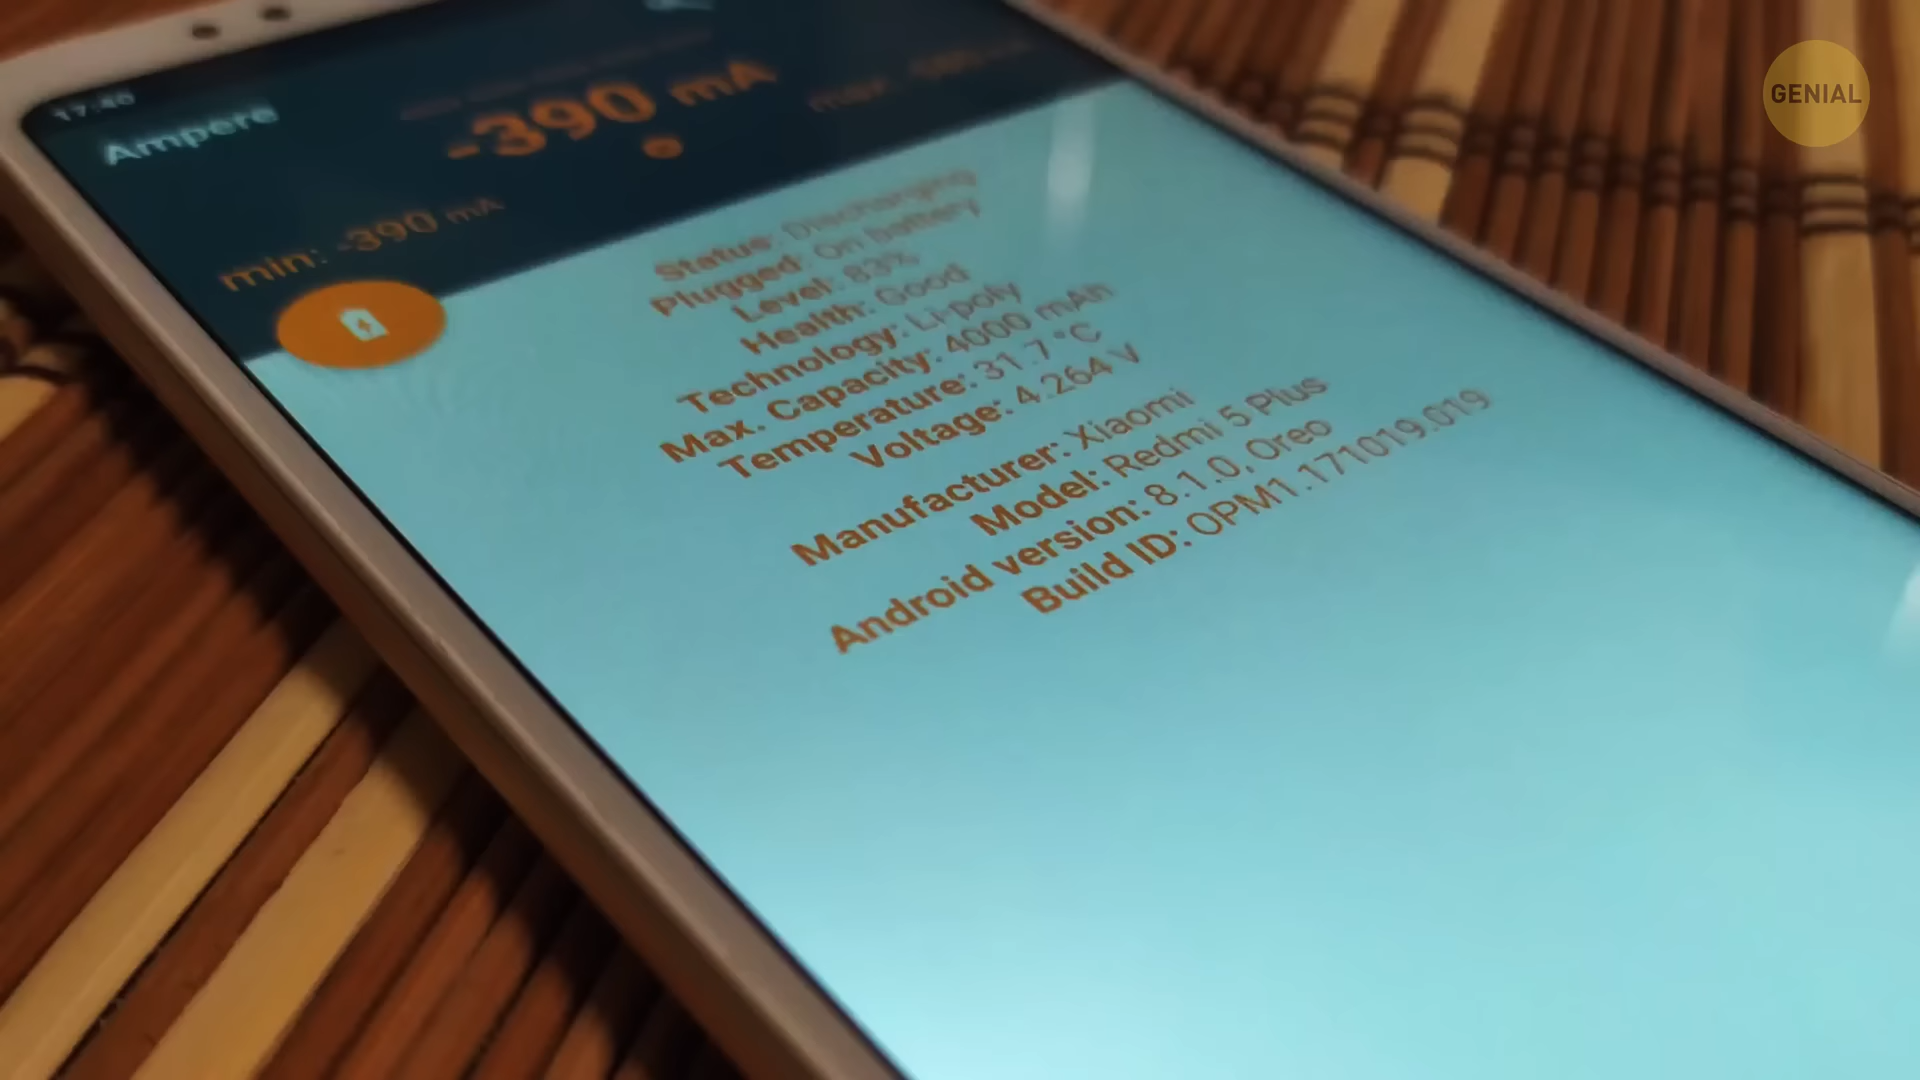 17:40
Ampere
-390 mA
min: -390 mA
Status: Discharging
Plugged: On battery
Level: 83%
Health: Good
Technology: Li-poly
Max. Capacity: 4000 mAh
Temperature: 31.7 °C
Voltage: 4.264 V
Manufacturer: Xiaomi
Model: Redmi 5 Plus
Android version: 8.1.0, Oreo
Build ID: OPM1.171019.019
GENIAL